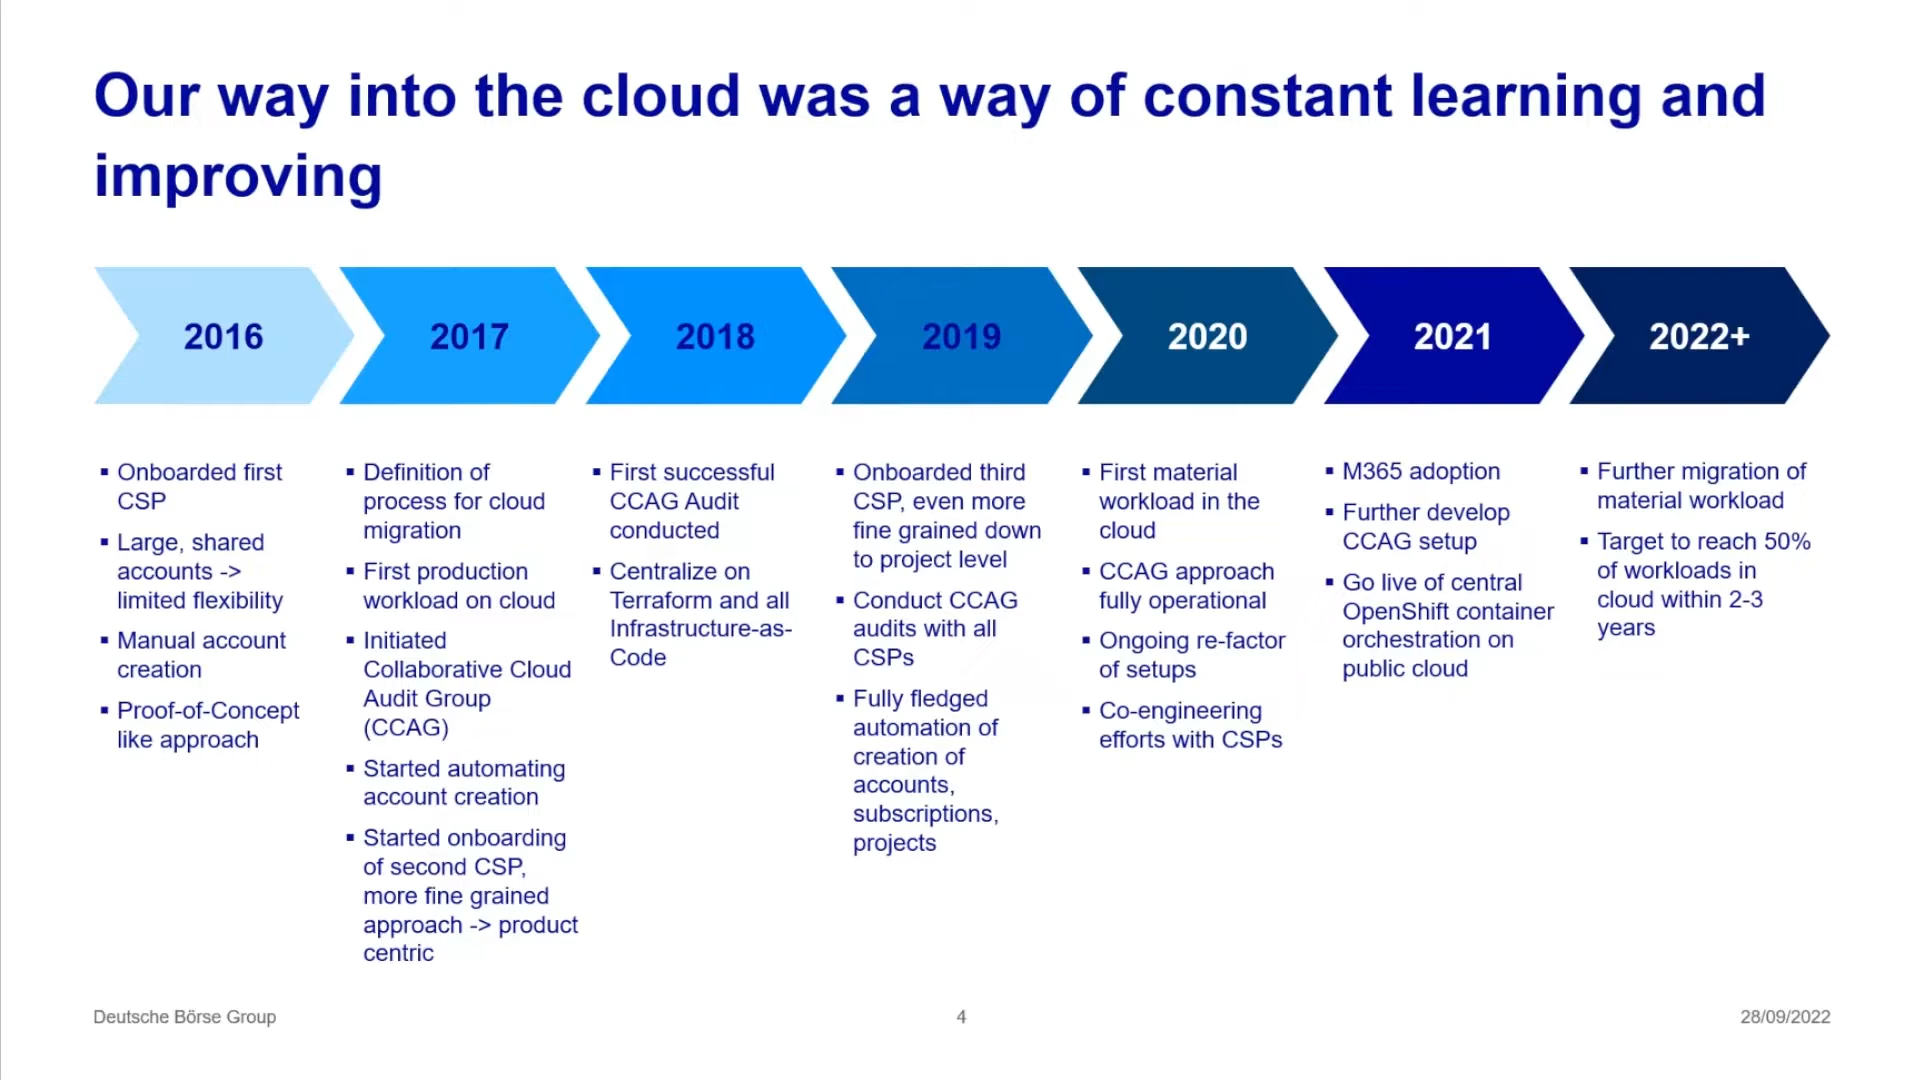 Our way into the cloud was a way of constant learning and
improving
2016
2017
2018
2019
2020
2021
2022+
▪ Onboarded first
CSP
▪ Large, shared
accounts ->
limited flexibility
▪ Manual account
creation
▪ Proof-of-Concept
like approach
▪ Definition of
process for cloud
migration
▪ First production
workload on cloud
▪ Initiated
Collaborative Cloud
Audit Group
(CCAG)
▪ Started automating
account creation
▪ Started onboarding
of second CSP,
more fine grained
approach -> product
centric
▪ First successful
CCAG Audit
conducted
▪ Centralize on
Terraform and all
Infrastructure-as-
Code
▪ Onboarded third
CSP, even more
fine grained down
to project level
▪ Conduct CCAG
audits with all
CSPs
▪ Fully fledged
automation of
creation of
accounts,
subscriptions,
projects
▪ First material
workload in the
cloud
▪ CCAG approach
fully operational
▪ Ongoing re-factor
of setups
▪ Co-engineering
efforts with CSPs
▪ M365 adoption
▪ Further develop
CCAG setup
▪ Go live of central
OpenShift container
orchestration on
public cloud
▪ Further migration of
material workload
▪ Target to reach 50%
of workloads in
cloud within 2-3
years
Deutsche Börse Group
4
28/09/2022